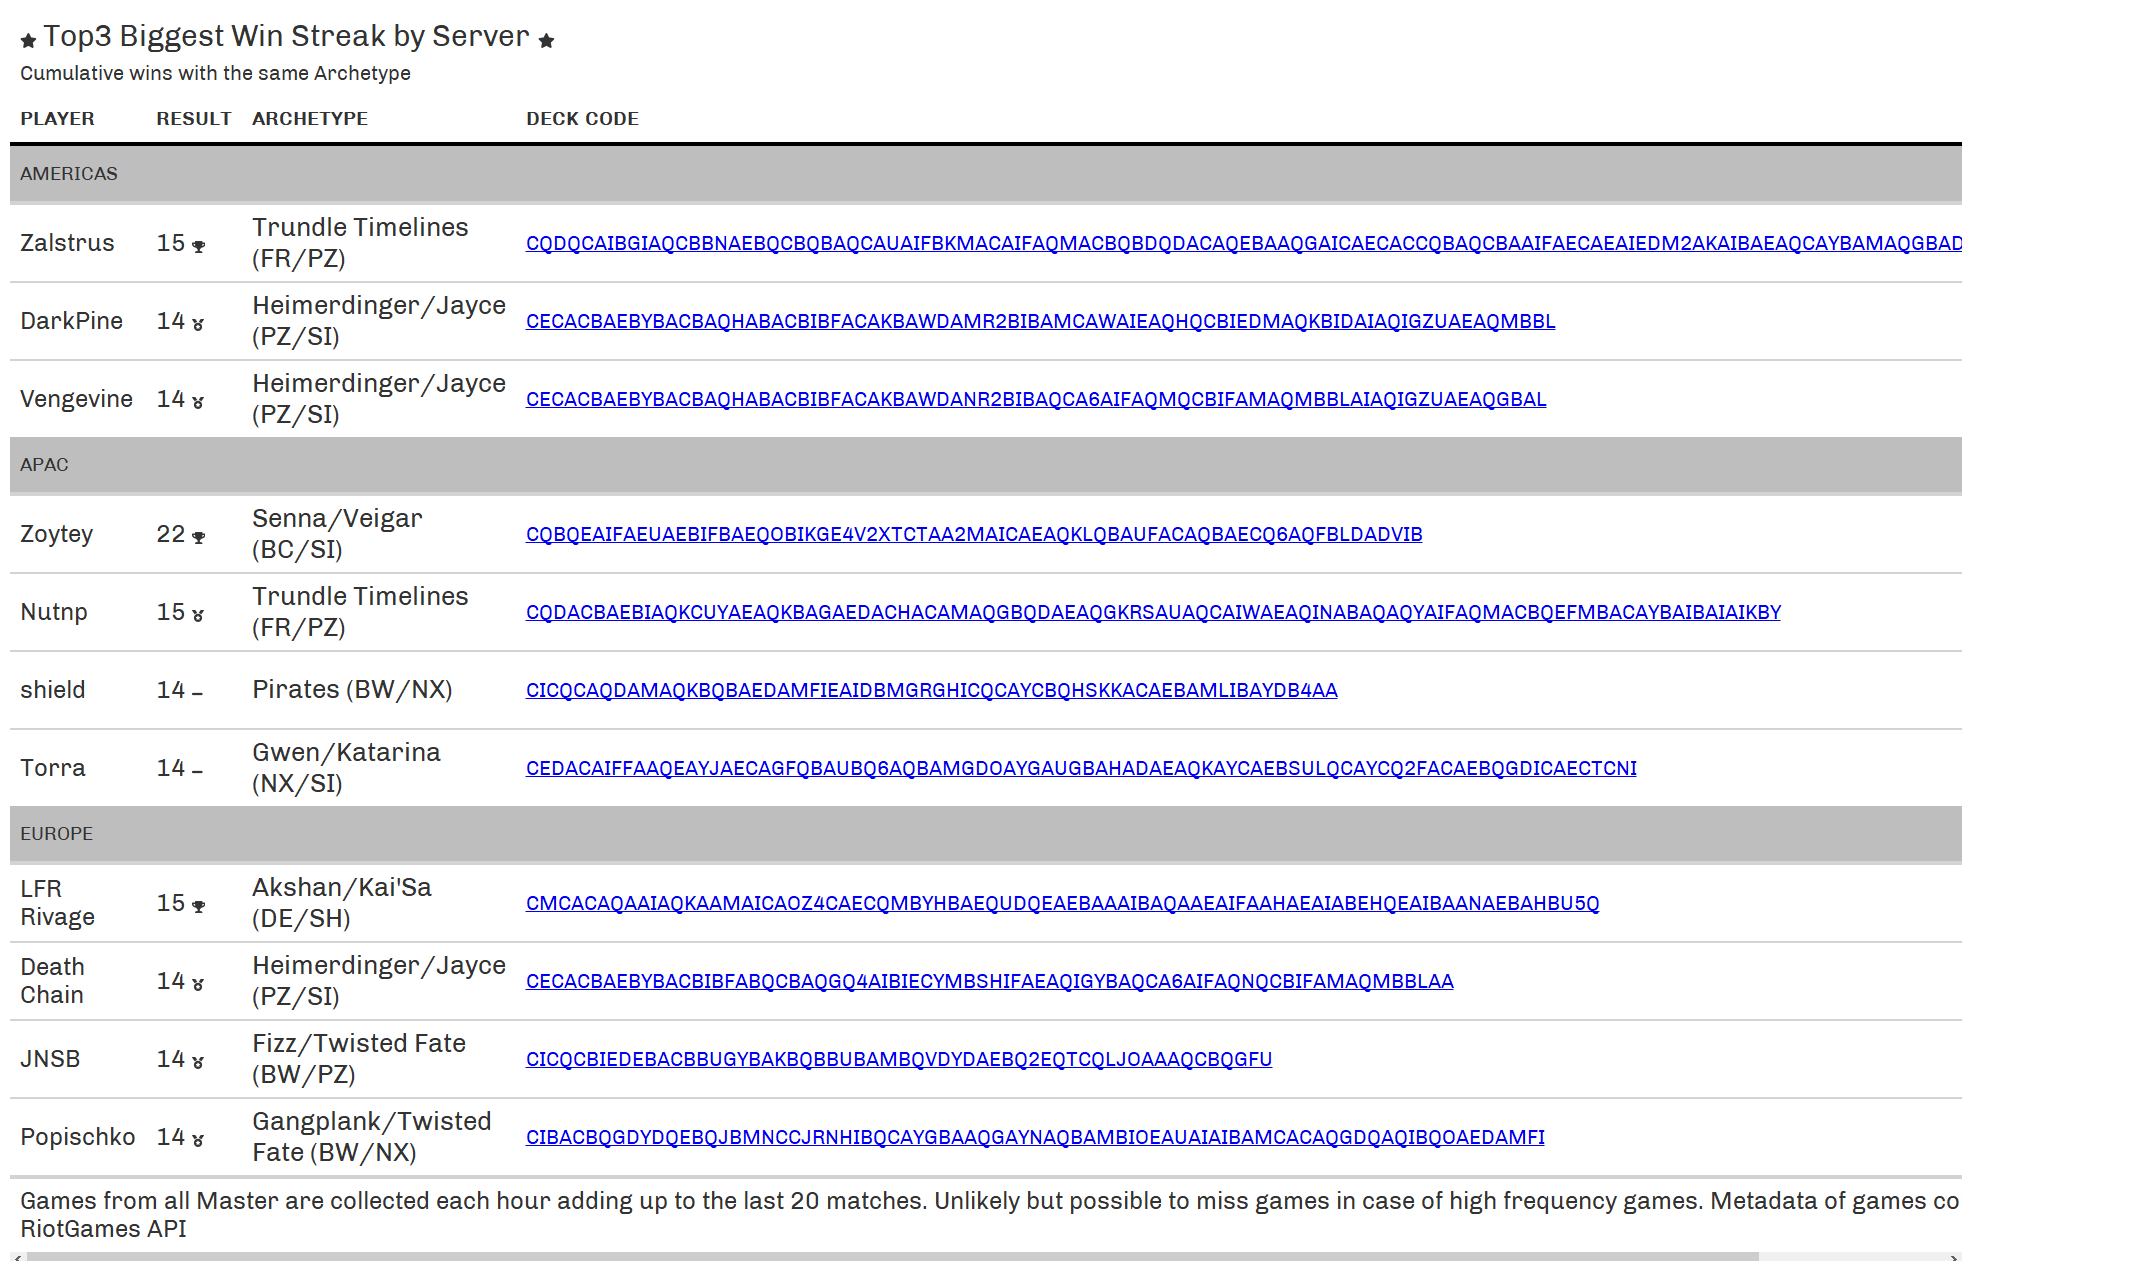 ★ Top3 Biggest Win Streak by Server ★
Cumulative wins with the same Archetype
PLAYER RESULT ARCHETYPE DECK CODE
AMERICAS
Zalstrus 15 Trundle Timelines (FR/PZ) CQDQCAIBGIAQCBBNAEBQCBQBAQCAUAIFBKMACAIFAQMACBQBDQDACAQEBAAQGAICAECACCQBAQCBAAIFAECAEAIEDM2AKAIBAEAQCAYBAMAQGBAD
DarkPine 14 Heimerdinger/Jayce (PZ/SI) CECACBAEBYBACBAQHABACBIBFACAKBAWDAMR2BIBAMCAWAIEAQHQCBIEDMAQKBIDAIAQIGZUAEAQMBBL
Vengevine 14 Heimerdinger/Jayce (PZ/SI) CECACBAEBYBACBAQHABACBIBFACAKBAWDANR2BIBAQCA6AIFAQMQCBIFAMAQMBBLAIAQIGZUAEAQGBAL
APAC
Zoytey 22 Senna/Veigar (BC/SI) CQBQEAIFAEUAEBIFBAEQOBIKGE4V2XTCTAA2MAICAEAQKLQBAUFACAQBAECQ6AQFBLDADVIB
Nutnp 15 Trundle Timelines (FR/PZ) CQDACBAEBIAQKCUYAEAQKBAGAEDACHACAMAQGBQDAEAQGKRSAUAQCAIWAEAQINABAQAQYAIFAQMACBQEFMBACAYBAIBAIAIKBY
shield 14 – Pirates (BW/NX) CICQCAQDAMAQKBQBAEDAMFIEAIDBMGRGHICQCAYCBQHSKKACAEBAMLIBAYDB4AA
Torra 14 – Gwen/Katarina (NX/SI) CEDACAIFFAAQEAYJAECAGFQBAUBQ6AQBAMGDOAYGAUGBAHADAEAQKAYCAEBSULQCAYCQ2FACAEBQGDICAECTCNI
EUROPE
LFR Rivage 15 Akshan/Kai'Sa (DE/SH) CMCACAQAAIAQKAAMAICAOZ4CAECQMBYHBAEQUDQEAEBAAAIBAQAAEAIFAAHAEAIABEHQEAIBAANAEBAHBU5Q
Death Chain 14 Heimerdinger/Jayce (PZ/SI) CECACBAEBYBACBIBFABQCBAQGQ4AIBIECYMBSHIFAEAQIGYBAQCA6AIFAQNQCBIFAMAQMBBLAA
JNSB 14 Fizz/Twisted Fate (BW/PZ) CICQCBIEDEBACBBUGYBAKBQBBUBAMBQVDYDAEBQ2EQTCQLJOAAAQCBQGFU
Popischko 14 Gangplank/Twisted Fate (BW/NX) CIBACBQGDYDQEBQJBMNCCJRNHIBQCAYGBAAQGAYNAQBAMBIOEAUAIAIBAMCACAQGDQAQIBQOAEDAMFI
Games from all Master are collected each hour adding up to the last 20 matches. Unlikely but possible to miss games in case of high frequency games. Metadata of games co
RiotGames API